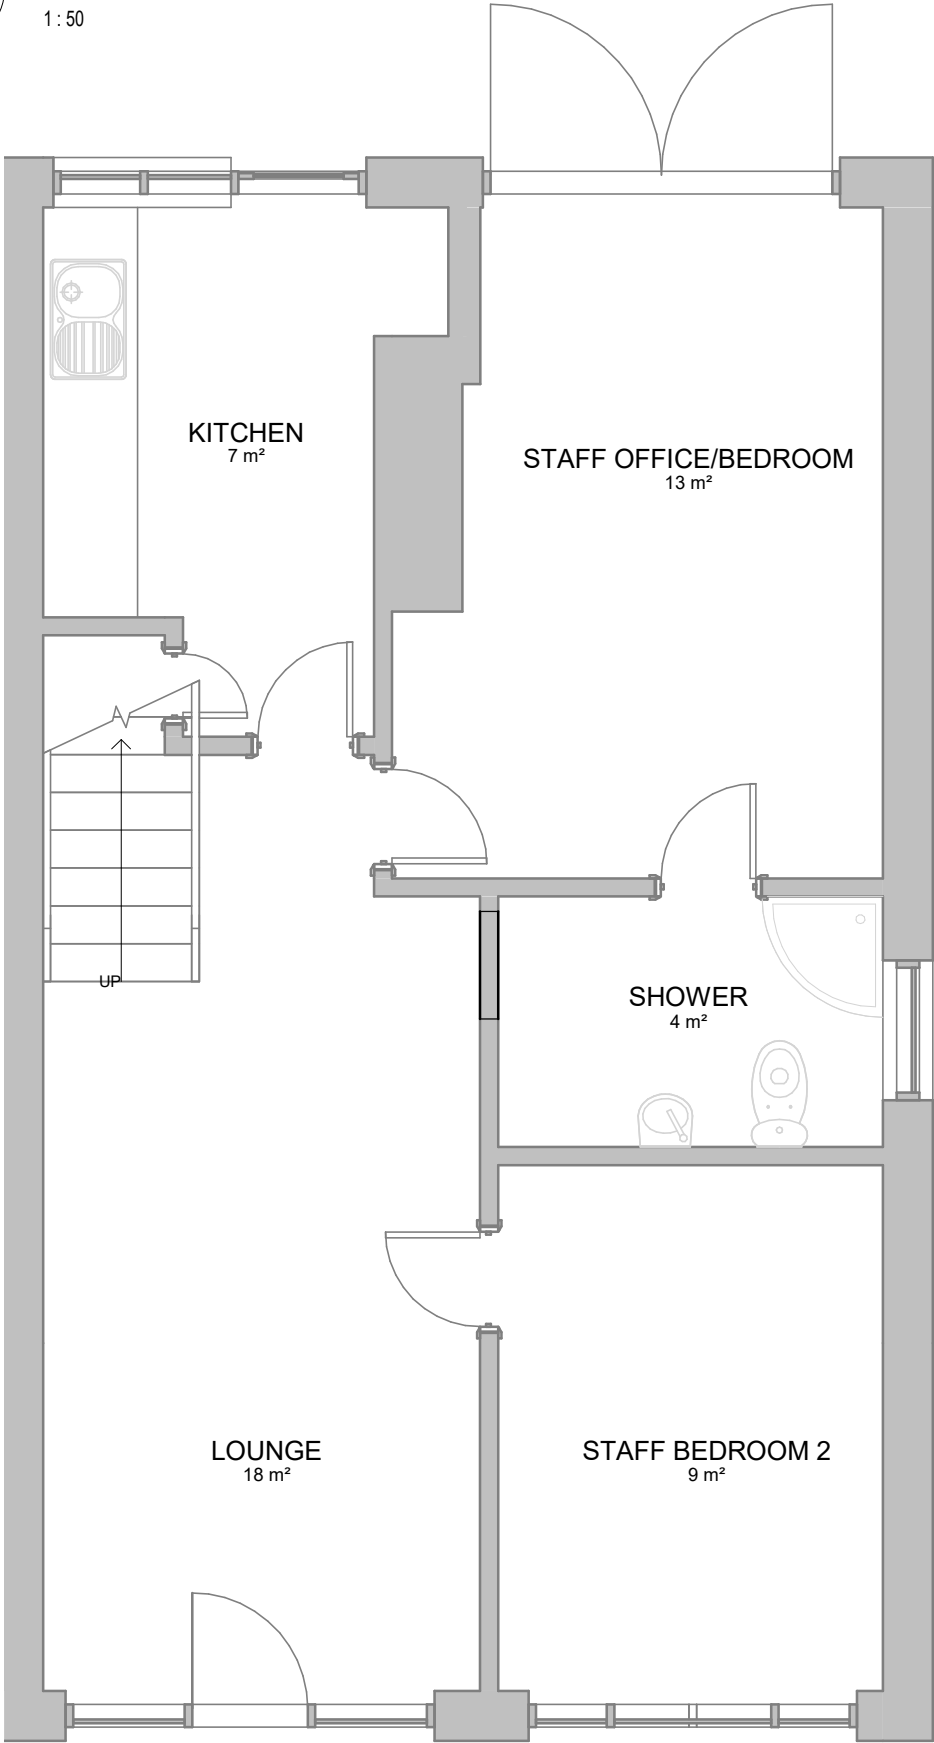 1 : 50
KITCHEN
7 m²
STAFF OFFICE/BEDROOM
13 m²
UP
SHOWER
4 m²
LOUNGE
18 m²
STAFF BEDROOM 2
9 m²